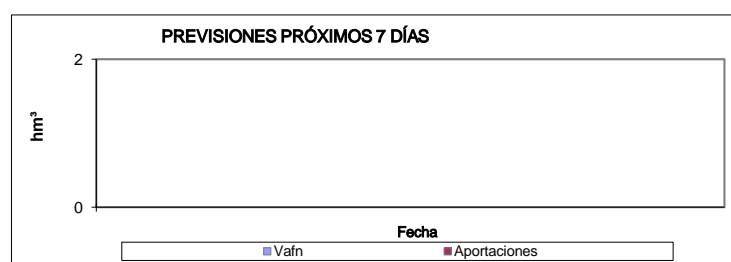 PREVISIONES PRÓXIMOS 7 DÍAS
2
hm³
0
Fecha
Vafn Aportaciones